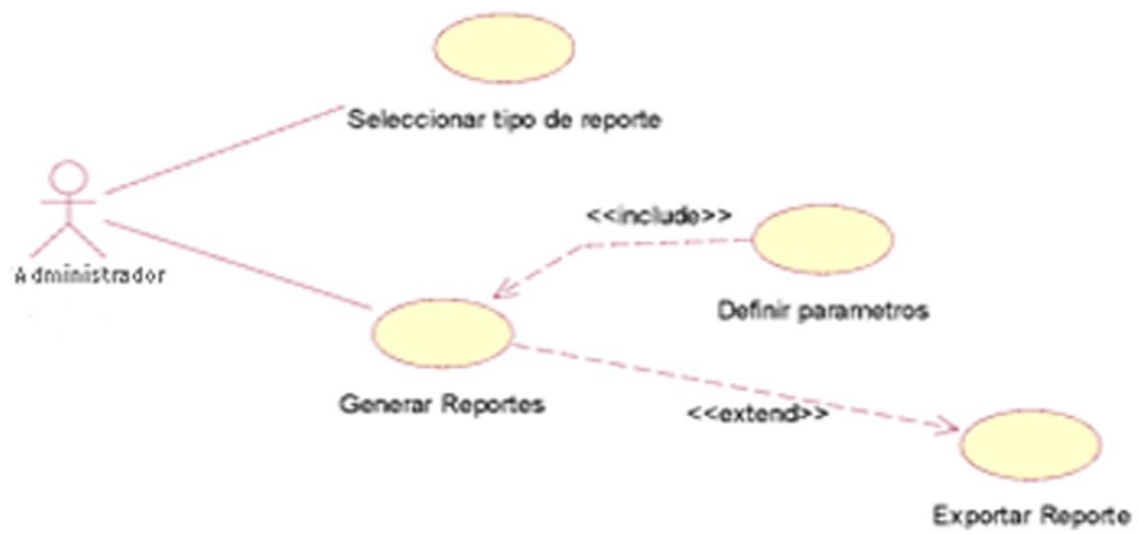 Seleccionar tipo de reporte
<<include>>
Administrador
Definir parametros
Generar Reportes
<<extend>>
Exportar Reporte